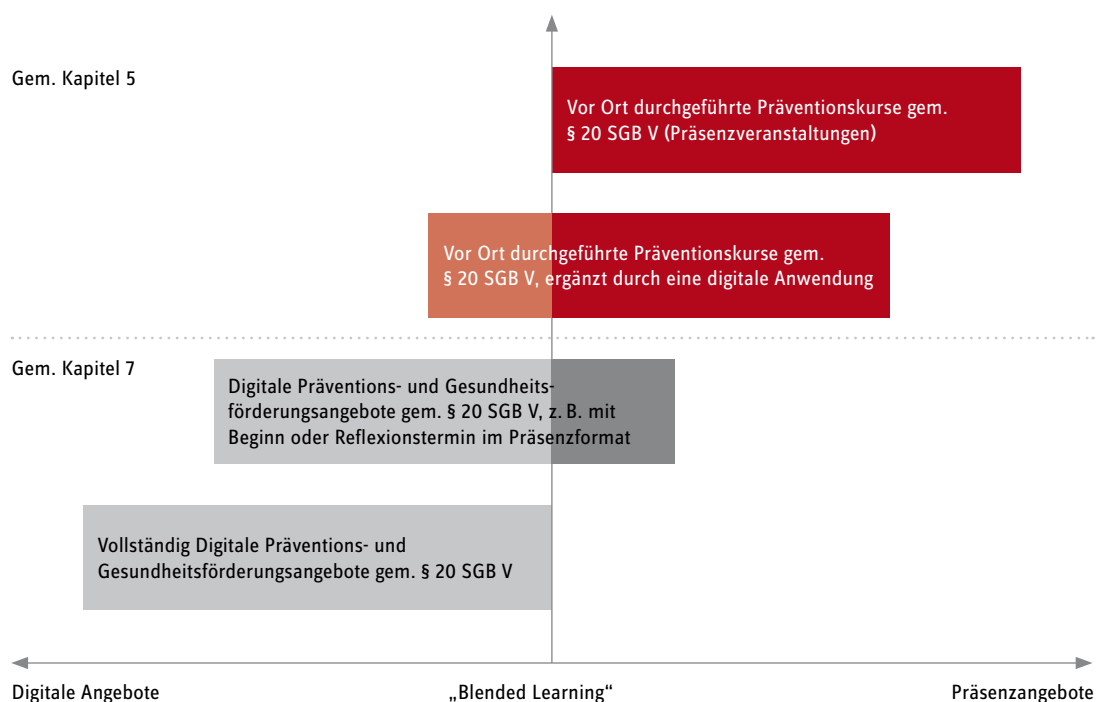 Gem. Kapitel 5
Vor Ort durchgeführte Präventionskurse gem.
§ 20 SGB V (Präsenzveranstaltungen)
Vor Ort durchgeführte Präventionskurse gem.
§ 20 SGB V, ergänzt durch eine digitale Anwendung
Gem. Kapitel 7
Digitale Präventions- und Gesundheits-
förderungsangebote gem. § 20 SGB V, z. B. mit
Beginn oder Reflexionstermin im Präsenzformat
Vollständig Digitale Präventions- und
Gesundheitsförderungsangebote gem. § 20 SGB V
Digitale Angebote
„Blended Learning“
Präsenzangebote